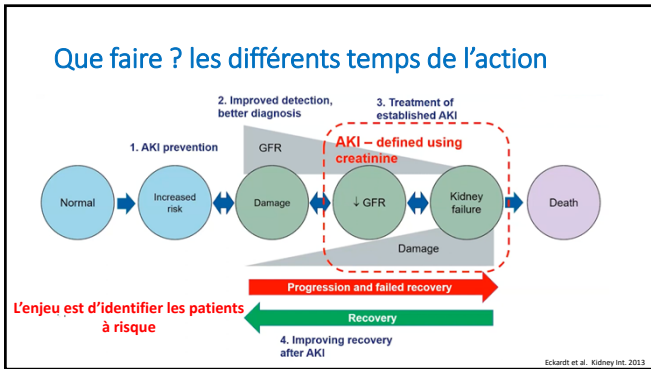 Que faire ? les différents temps de l'action
2. Improved detection,
better diagnosis
3. Treatment of
established AKI
1. AKI prevention
GFR
AKI – defined using
creatinine
Normal
Increased
risk
Damage
↓ GFR
Kidney
failure
Death
Damage
Progression and failed recovery
Recovery
L'enjeu est d'identifier les patients
à risque
4. Improving recovery
after AKI
Eckardt et al. Kidney Int. 2013